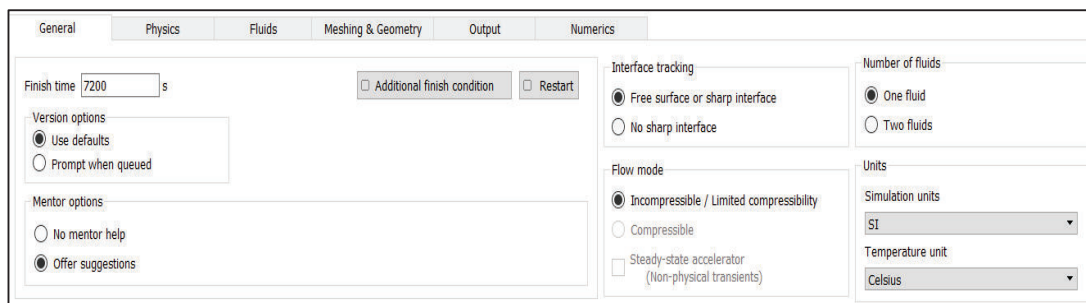 General Physics Fluids Meshing & Geometry Output Numerics
Finish time 7200 s
Additional finish condition
Restart
Version options
Use defaults
Prompt when queued
Mentor options
No mentor help
Offer suggestions
Interface tracking
Free surface or sharp interface
No sharp interface
Flow mode
Incompressible / Limited compressibility
Compressible
Steady-state accelerator
(Non-physical transients)
Number of fluids
One fluid
Two fluids
Units
Simulation units
SI
Temperature unit
Celsius